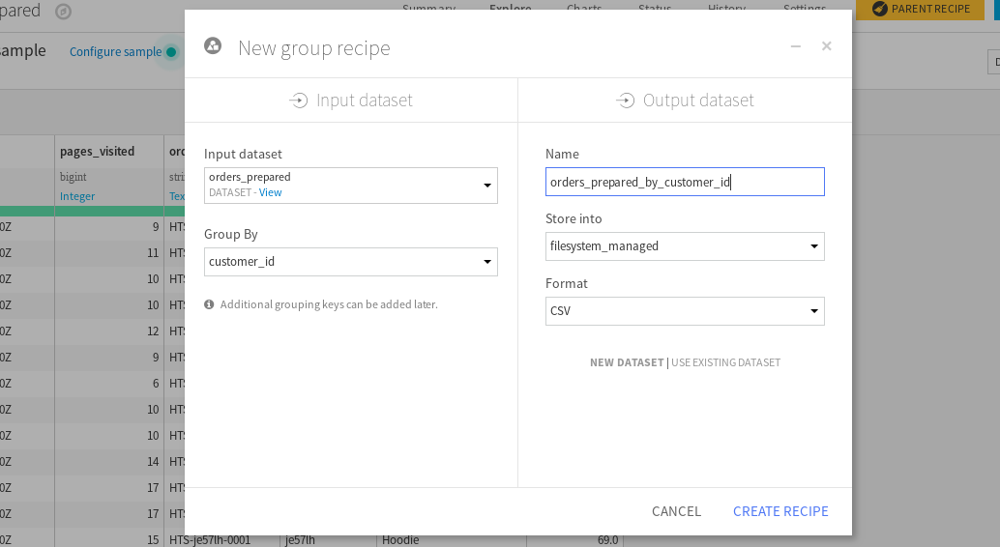 pared
Summary Explore Charts Status History Settings
PARENT RECIPE
sample Configure sample
New group recipe
Input dataset
Output dataset
Input dataset
orders_prepared
DATASET - View
Group By
customer_id
Additional grouping keys can be added later.
Name
orders_prepared_by_customer_id
Store into
filesystem_managed
Format
CSV
NEW DATASET | USE EXISTING DATASET
CANCEL CREATE RECIPE
pages_visited ord
bigint stri
Integer Tex
0Z 9 HTS
0Z 11 HTS
0Z 10 HTS
0Z 10 HTS
0Z 12 HTS
0Z 9 HTS
0Z 6 HTS
0Z 10 HTS
0Z 10 HTS
0Z 14 HTS
0Z 17 HTS
0Z 17 HTS
0Z 15 HTS-je57lh-0001 je57lh Hoodie 69.0